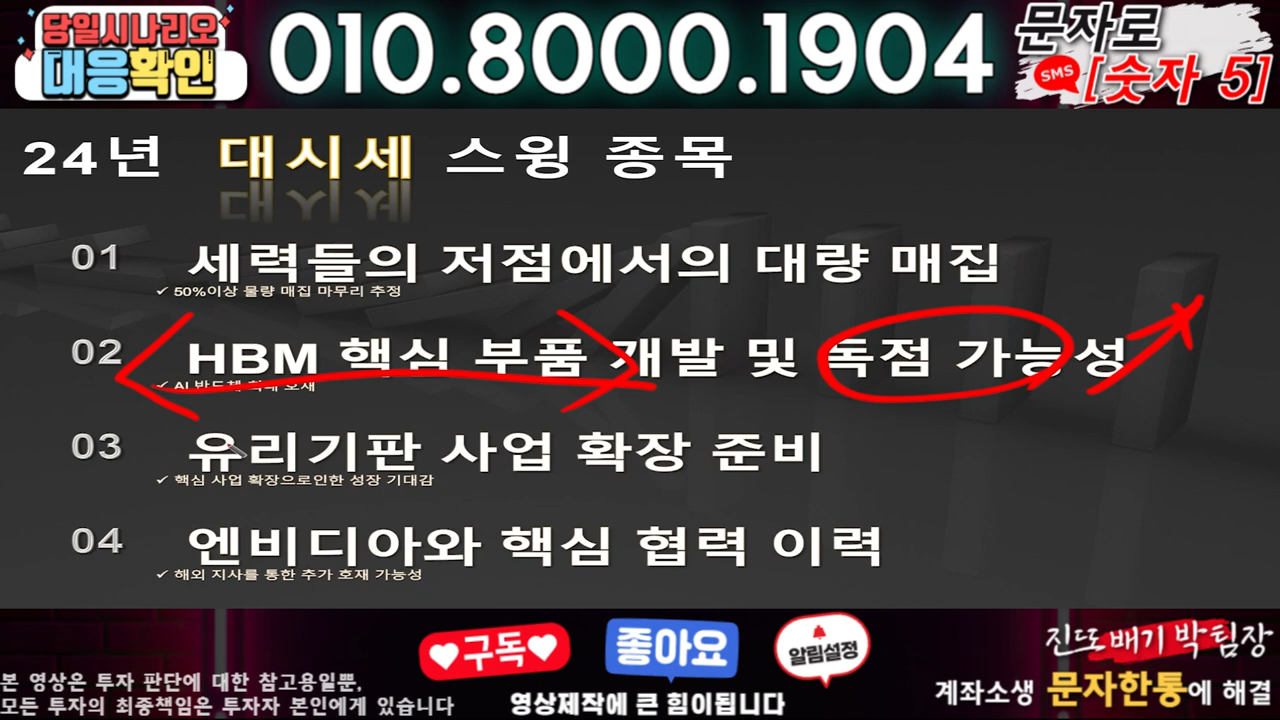 당일시나리오
대응확인
010.8000.1904
문자로
SMS
[숫자 5]
24년 대시세 스윙 종목
01 세력들의 저점에서의 대량 매집
✓ 50%이상 물량 매집 마무리 추정
02 HBM 핵심 부품 개발 및 독점 가능성
✓ AI 반도체 확대 호재
03 유리기판 사업 확장 준비
✓ 핵심 사업 확장으로인한 성장 기대감
04 엔비디아와 핵심 협력 이력
✓ 해외 지사를 통한 추가 호재 가능성
구독
좋아요
알림설정
진또배기 박팀장
본 영상은 투자 판단에 대한 참고용일뿐,
모든 투자의 최종책임은 투자자 본인에게 있습니다
영상제작에 큰 힘이됩니다
계좌소생 문자한통에 해결